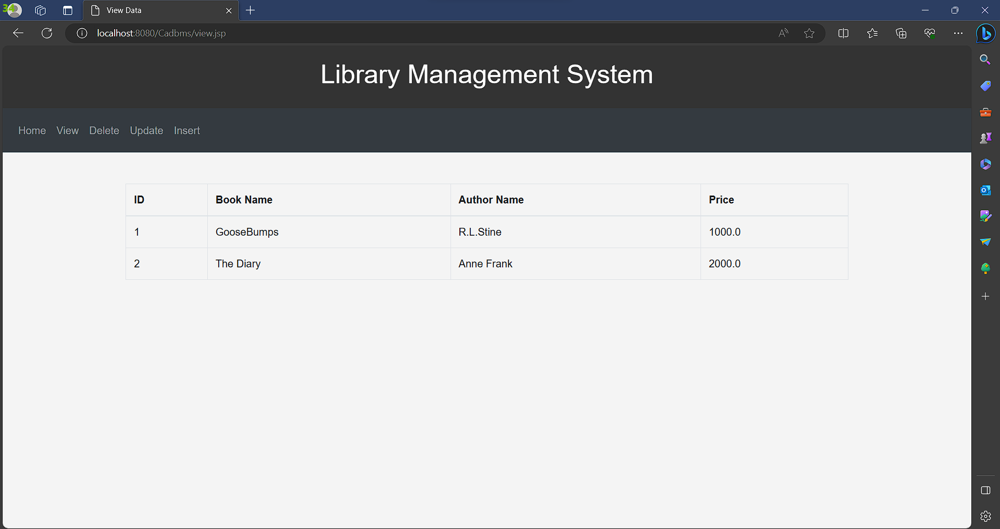 34
View Data
localhost:8080/Cadbms/view.jsp
Library Management System
Home View Delete Update Insert
ID Book Name Author Name Price
1 GooseBumps R.L.Stine 1000.0
2 The Diary Anne Frank 2000.0